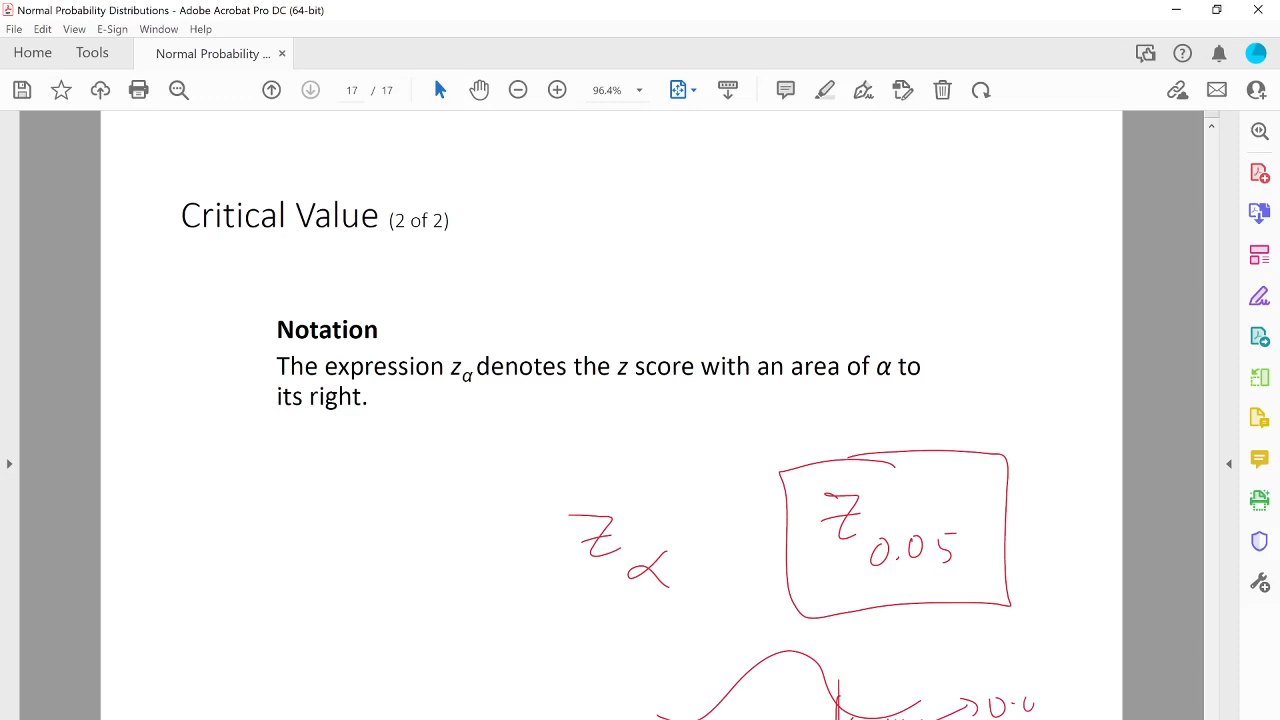 Normal Probability Distributions - Adobe Acrobat Pro DC (64-bit)
File Edit View E-Sign Window Help
Home Tools Normal Probability ... ×
17 / 17 96.4%
Critical Value (2 of 2)
Notation
The expression zα denotes the z score with an area of α to
its right.
zα z0.05